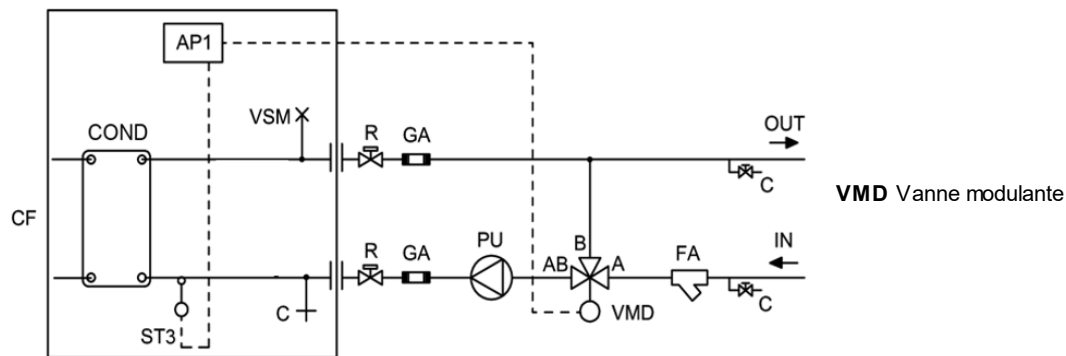 AP1
VSM
R
GA
OUT
COND
C
VMD Vanne modulante
CF
R
GA
PU
B
AB
A
FA
IN
C
ST3
VMD
C